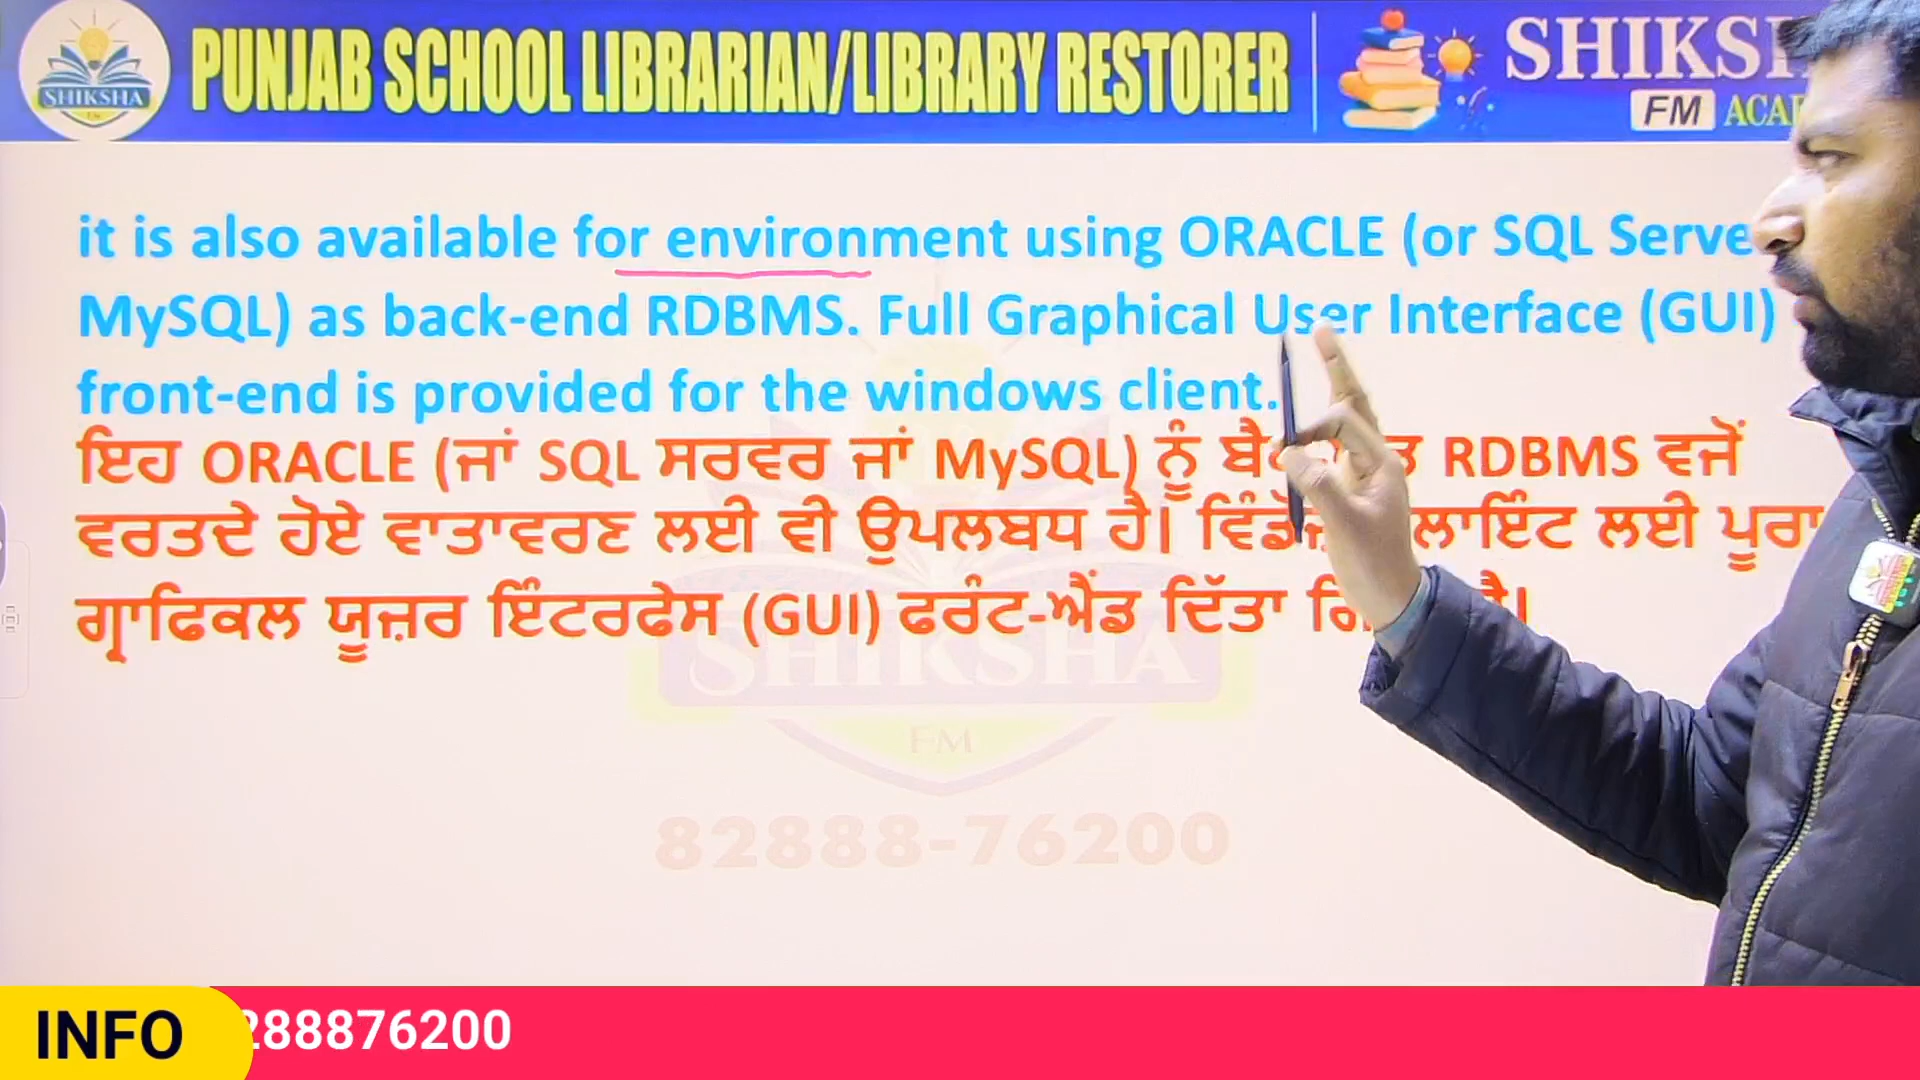 SHIKSHA
FM
PUNJAB SCHOOL LIBRARIAN/LIBRARY RESTORER
FM
it is also available for environment using ORACLE (or SQL
MySQL) as back-end RDBMS. Full Graphical User Interface (GUI)
front-end is provided for the windows client.
ਇਹ ORACLE (ਜਾਂ SQL ਸਰਵਰ ਜਾਂ MySQL) ਨੂੰ RDBMS ਵਜੋਂ
ਵਰਤਦੇ ਹੋਏ ਵਾਤਾਵਰਣ ਲਈ ਵੀ ਉਪਲਬਧ ਹੈ। ਲਈ ਪੂਰਾ
ਗ੍ਰਾਫਿਕਲ ਯੂਜ਼ਰ ਇੰਟਰਫੇਸ (GUI) ਫਰੰਟ-ਐਂਡ ਦਿੱਤਾ ਹੈ।
SHIKSHA
FM
82888-76200
INFO 288876200